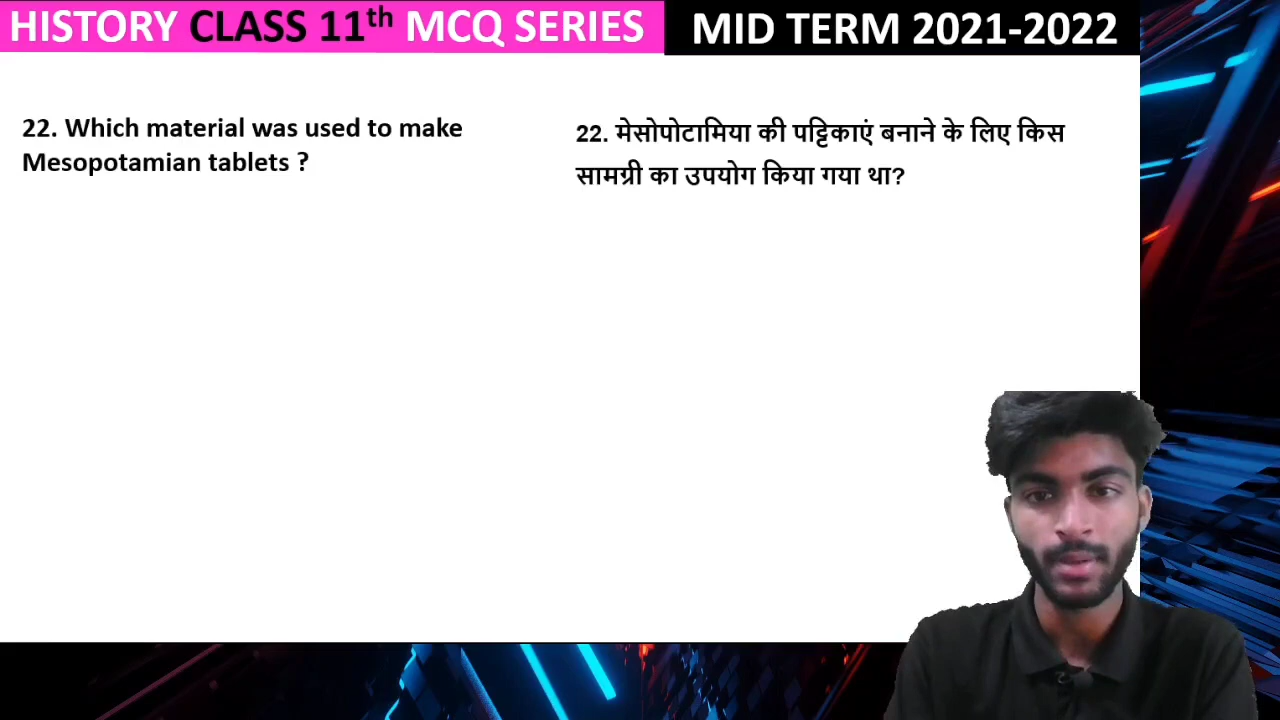 HISTORY CLASS 11th MCQ SERIES
MID TERM 2021-2022
22. Which material was used to make
Mesopotamian tablets ?
22. मेसोपोटामिया की पट्टिकाएं बनाने के लिए किस
सामग्री का उपयोग किया गया था?